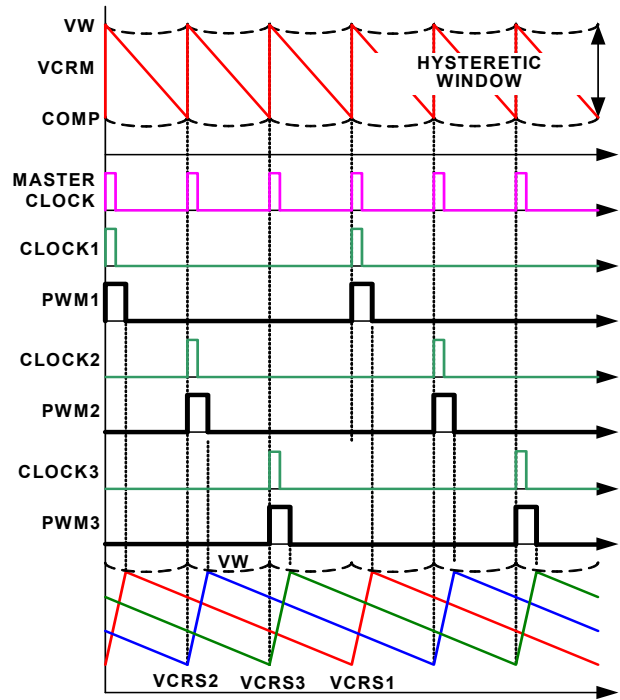 VW
VCRM
HYSTERETIC
WINDOW
COMP
MASTER
CLOCK
CLOCK1
PWM1
CLOCK2
PWM2
CLOCK3
PWM3
VW
VCRS2
VCRS3
VCRS1